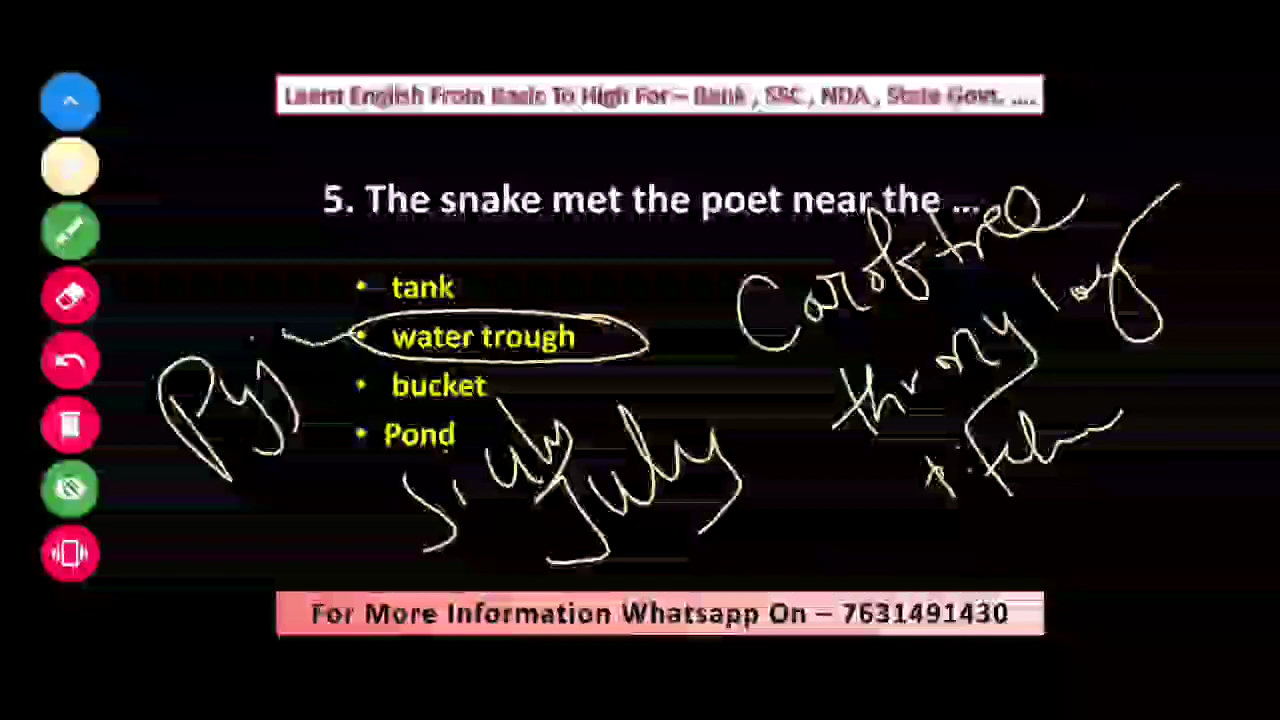 Learn English From Basic To High For – Bank , SSC , NDA , State Govt. ....
5. The snake met the poet near the ...
• tank
• water trough
• bucket
• Pond
Carob tree
Pyj
July
For More Information Whatsapp On – 7631491430